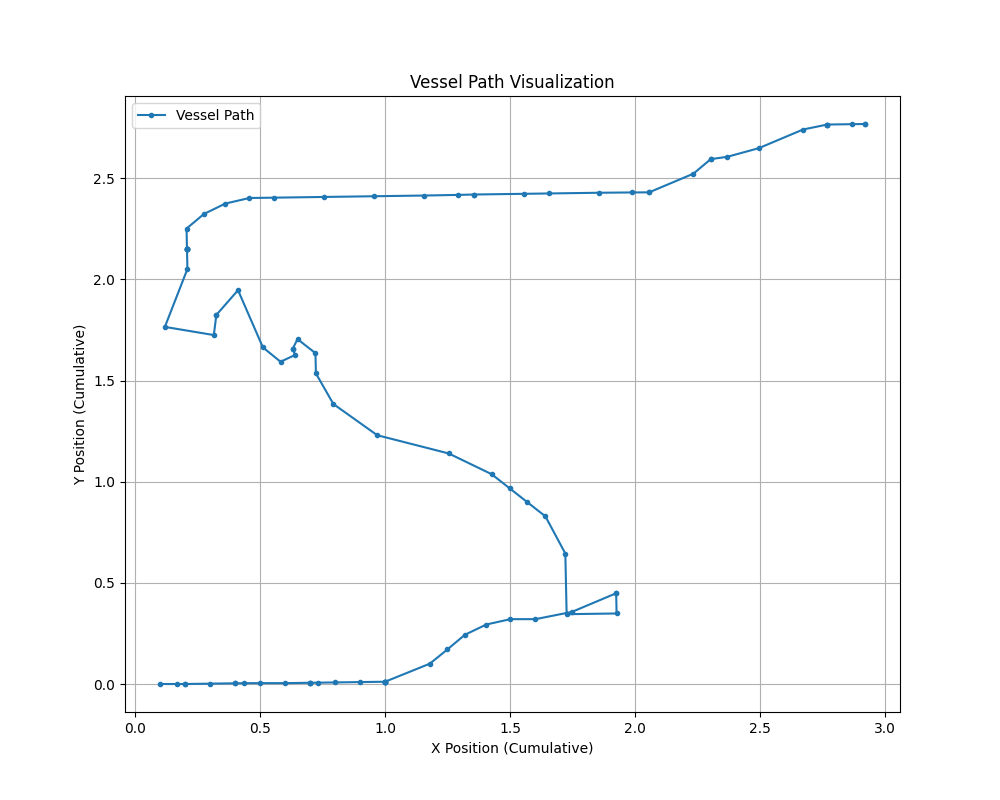 Vessel Path Visualization
Vessel Path
Y Position (Cumulative)
2.5
2.0
1.5
1.0
0.5
0.0
0.0 0.5 1.0 1.5 2.0 2.5 3.0
X Position (Cumulative)